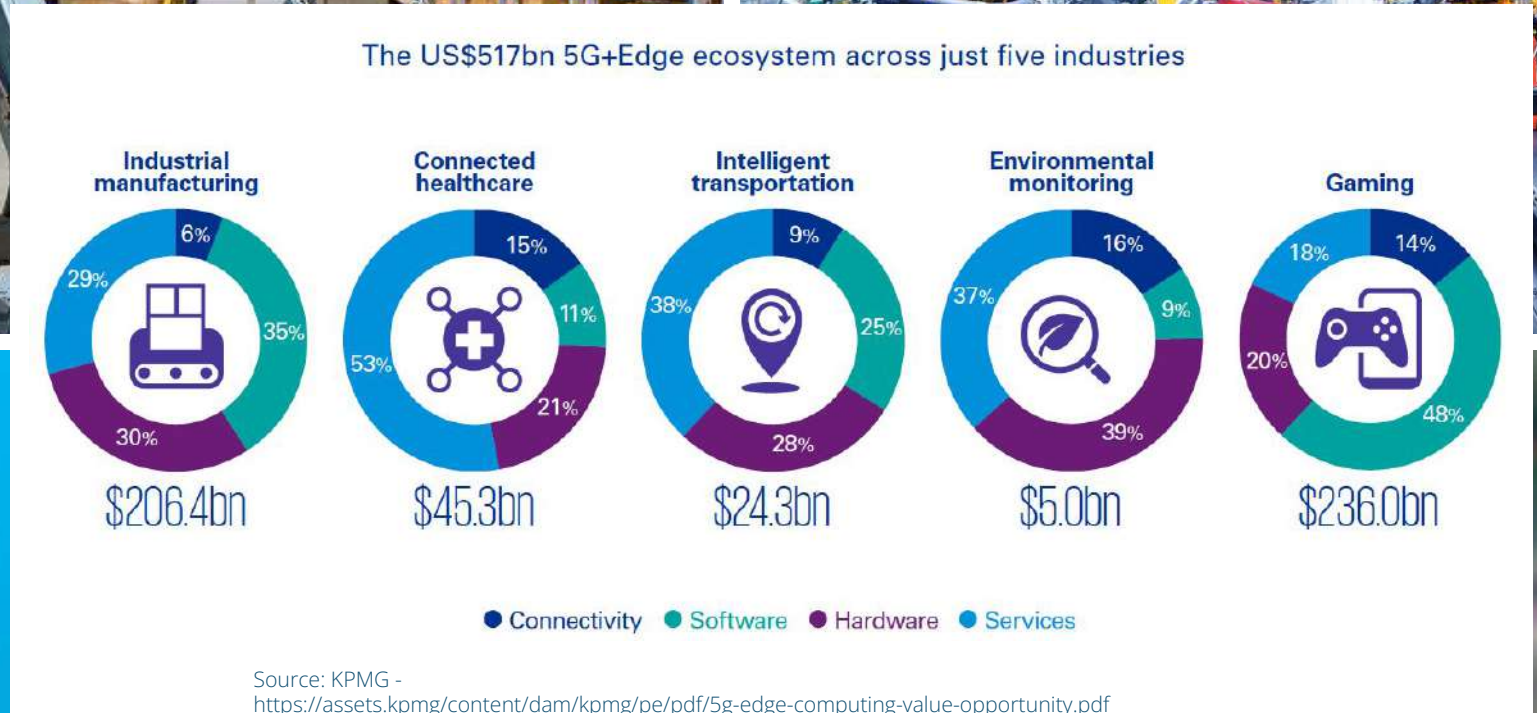 The US$517bn 5G+Edge ecosystem across just five industries
Industrial
manufacturing
6%
35%
30%
29%
$206.4bn
Connected
healthcare
15%
11%
21%
53%
$45.3bn
Intelligent
transportation
9%
25%
28%
38%
$24.3bn
Environmental
monitoring
16%
9%
39%
37%
$5.0bn
Gaming
14%
48%
20%
18%
$236.0bn
Connectivity Software Hardware Services
Source: KPMG -
https://assets.kpmg/content/dam/kpmg/pe/pdf/5g-edge-computing-value-opportunity.pdf